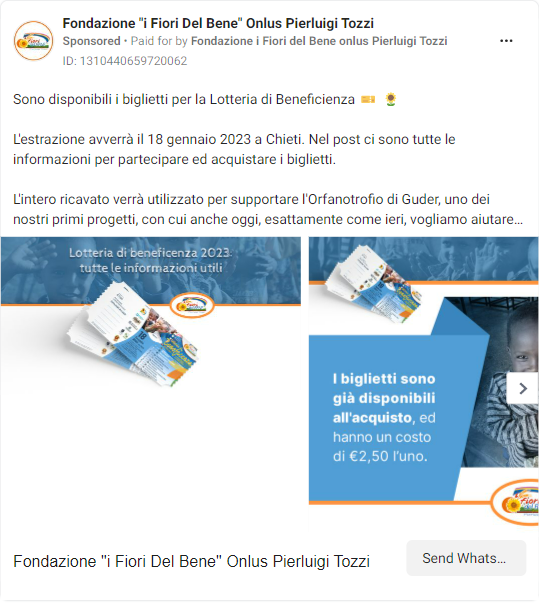 Fondazione "i Fiori Del Bene" Onlus Pierluigi Tozzi
Sponsored • Paid for by Fondazione i Fiori del Bene onlus Pierluigi Tozzi
ID: 1310440659720062
Sono disponibili i biglietti per la Lotteria di Beneficienza 🎫 🌻
L'estrazione avverrà il 18 gennaio 2023 a Chieti. Nel post ci sono tutte le
informazioni per partecipare ed acquistare i biglietti.
L'intero ricavato verrà utilizzato per supportare l'Orfanotrofio di Guder, uno dei
nostri primi progetti, con cui anche oggi, esattamente come ieri, vogliamo aiutare...
Lotteria di beneficenza 2023:
tutte le informazioni utili
I biglietti sono
già disponibili
all'acquisto, ed
hanno un costo
di €2,50 l'uno.
Fondazione "i Fiori Del Bene" Onlus Pierluigi Tozzi
Send Whats...